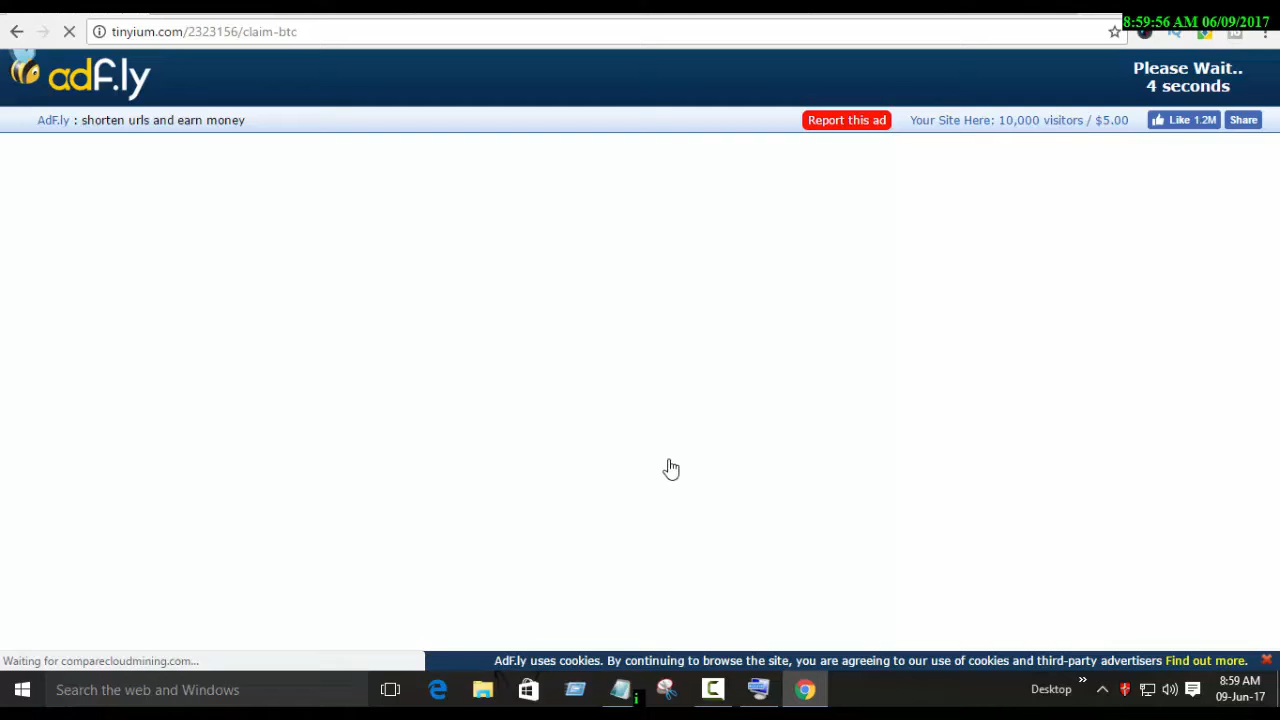 8:59:56 AM 06/09/2017
tinyium.com/2323156/claim-btc
adf.ly
Please Wait..
4 seconds
AdF.ly : shorten urls and earn money
Report this ad
Your Site Here: 10,000 visitors / $5.00
Like 1.2M
Share
Waiting for comparecloudmining.com...
AdF.ly uses cookies. By continuing to browse the site, you are agreeing to our use of cookies and third-party advertisers Find out more.
Search the web and Windows
Desktop
8:59 AM
09-Jun-17